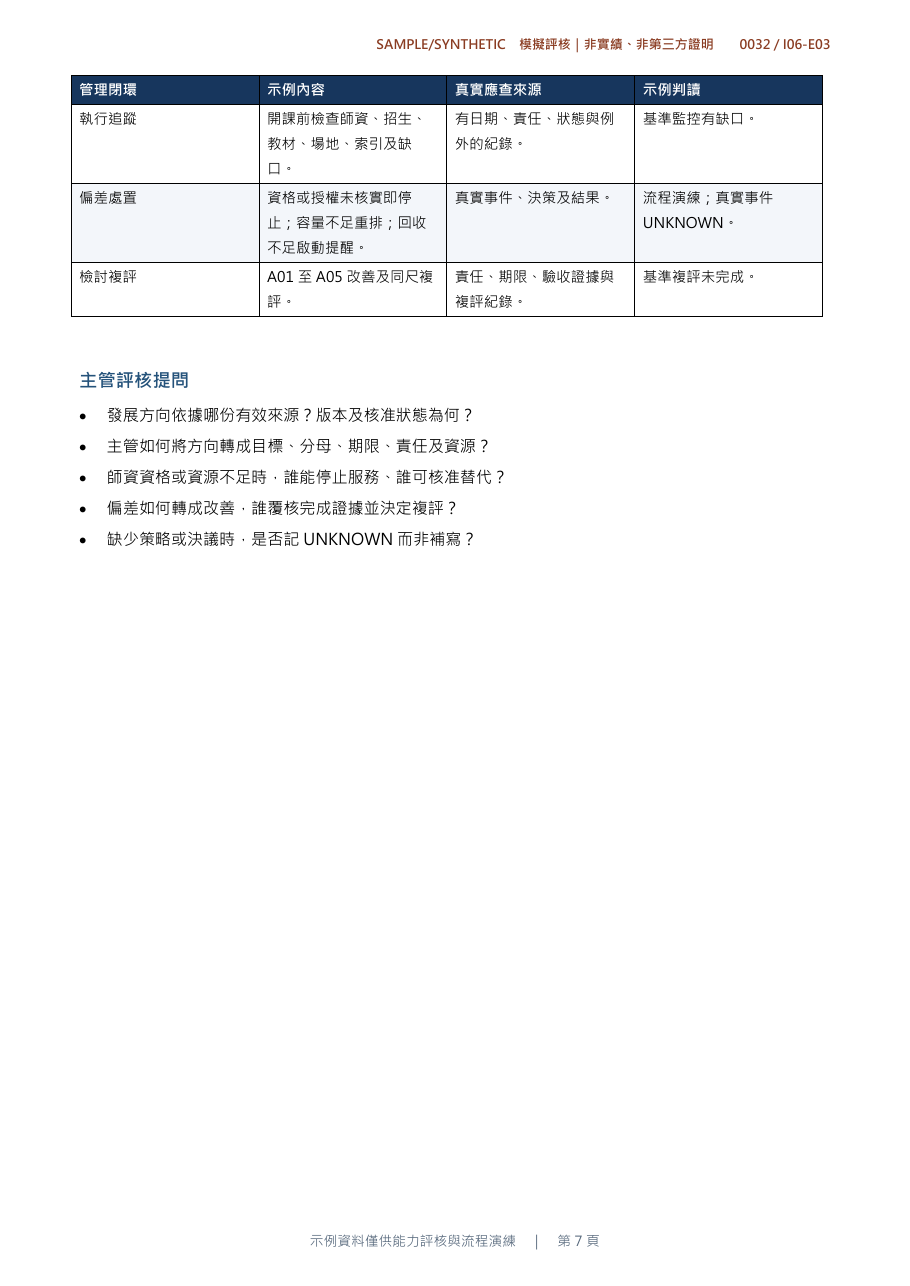 SAMPLE/SYNTHETIC 模擬評核｜非實績、非第三方證明 0032 / I06-E03
管理閉環 示例內容 真實應查來源 示例判讀
執行追蹤 開課前檢查師資、招生、 有日期、責任、狀態與例 基準監控有缺口。
教材、場地、索引及缺 外的紀錄。
口。
偏差處置 資格或授權未核實即停 真實事件、決策及結果。 流程演練；真實事件
止；容量不足重排；回收 UNKNOWN。
不足啟動提醒。
檢討複評 A01 至 A05 改善及同尺複 責任、期限、驗收證據與 基準複評未完成。
評。 複評紀錄。
主管評核提問
● 發展方向依據哪份有效來源？版本及核准狀態為何？
● 主管如何將方向轉成目標、分母、期限、責任及資源？
● 師資資格或資源不足時，誰能停止服務、誰可核准替代？
● 偏差如何轉成改善，誰覆核完成證據並決定複評？
● 缺少策略或決議時，是否記 UNKNOWN 而非補寫？
示例資料僅供能力評核與流程演練 ｜ 第 7 頁